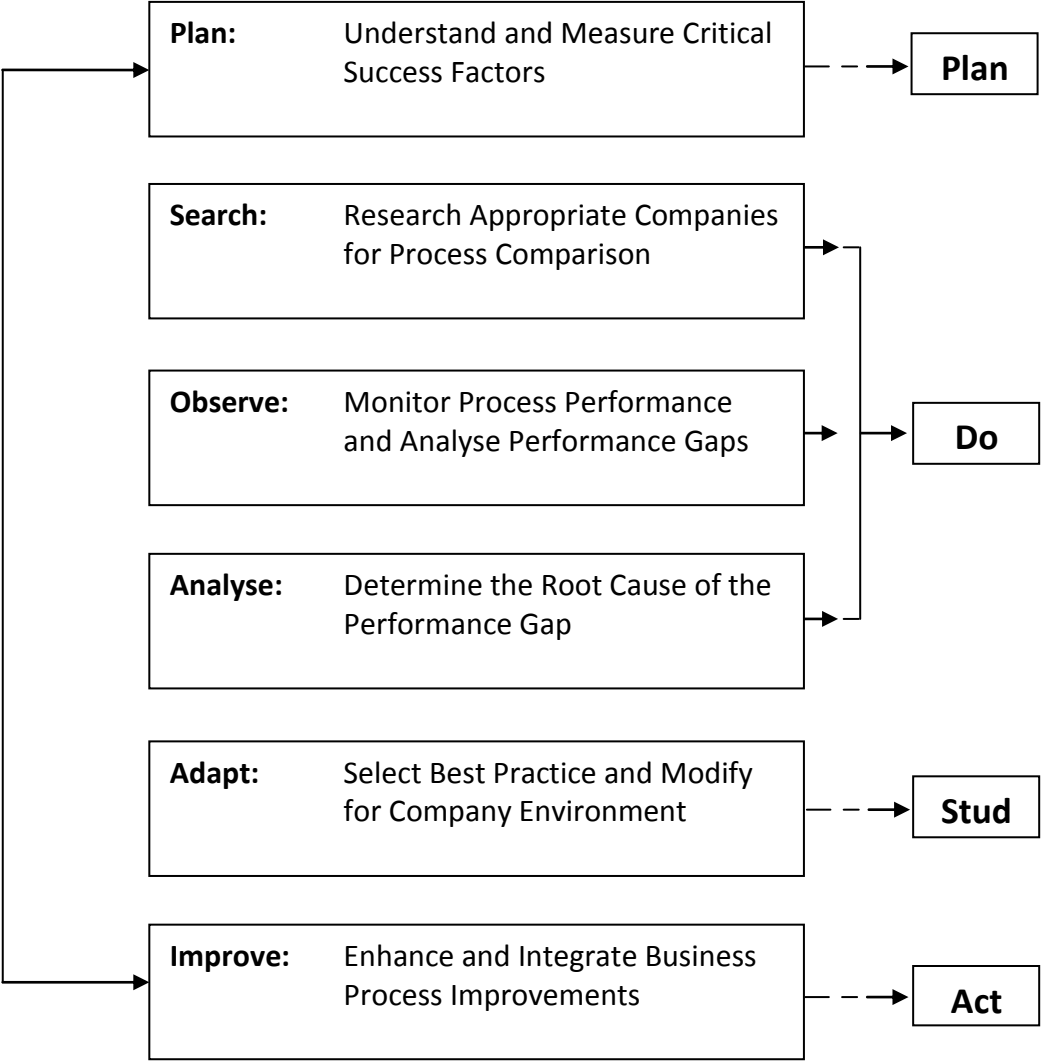 Plan: Understand and Measure Critical
Success Factors
Plan
Search: Research Appropriate Companies
for Process Comparison
Observe: Monitor Process Performance
and Analyse Performance Gaps
Do
Analyse: Determine the Root Cause of the
Performance Gap
Adapt: Select Best Practice and Modify
for Company Environment
Stud
Improve: Enhance and Integrate Business
Process Improvements
Act